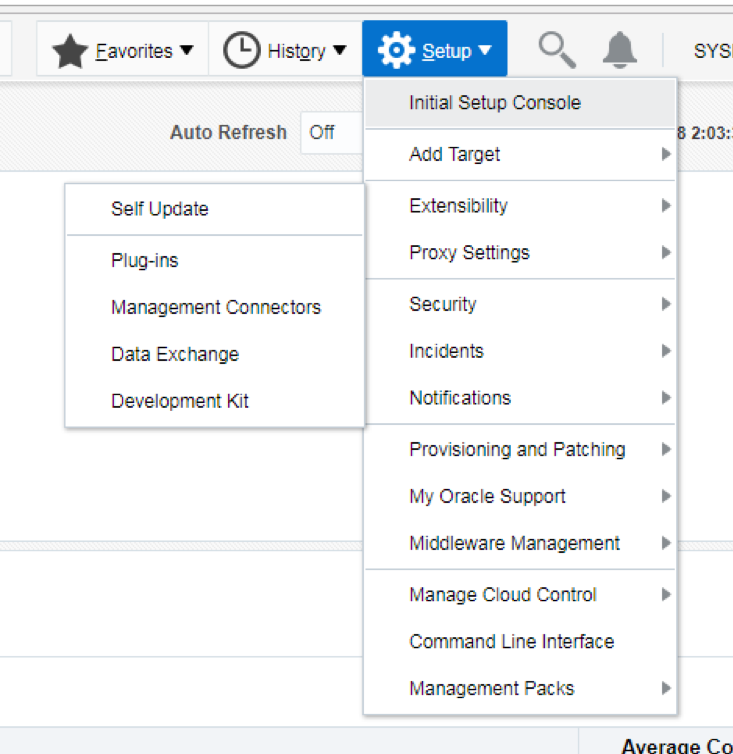 Favorites History Setup SYS
Auto Refresh Off 8 2:03:
Initial Setup Console
Add Target
Extensibility
Proxy Settings
Security
Incidents
Notifications
Provisioning and Patching
My Oracle Support
Middleware Management
Manage Cloud Control
Command Line Interface
Management Packs
Self Update
Plug-ins
Management Connectors
Data Exchange
Development Kit
Average Co